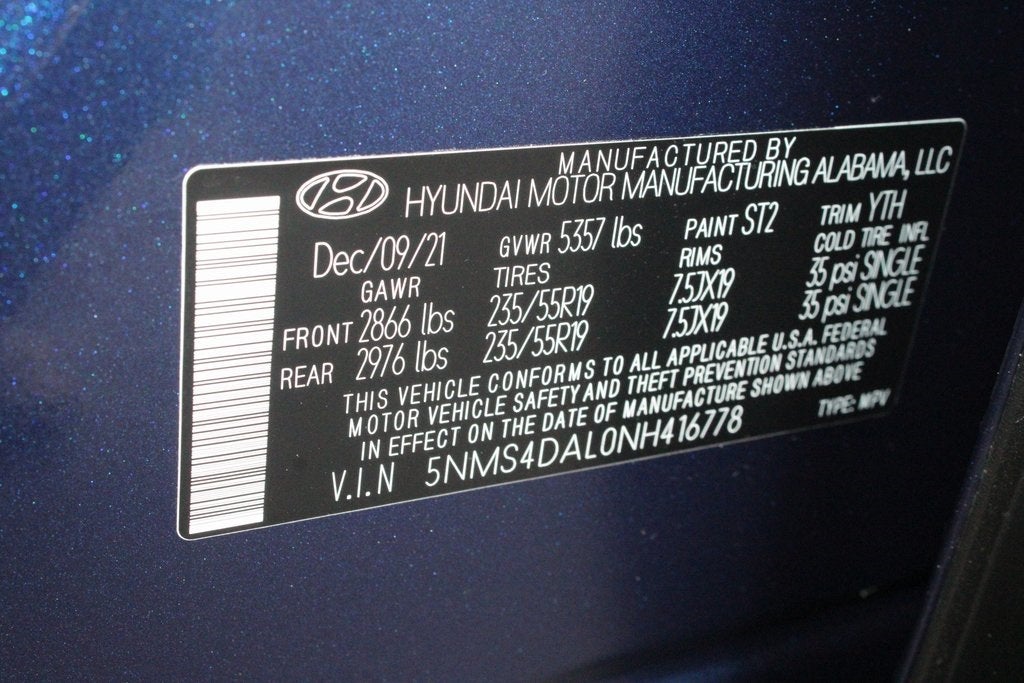 MANUFACTURED BY
HYUNDAI MOTOR MANUFACTURING ALABAMA, LLC
Dec/09/21 GVWR 5357 lbs PAINT ST2 TRIM YTH
GAWR TIRES RIMS COLD TIRE INFL
FRONT 2866 lbs 235/55R19 7.5JX19 35 psi SINGLE
REAR 2976 lbs 235/55R19 7.5JX19 35 psi SINGLE
THIS VEHICLE CONFORMS TO ALL APPLICABLE U.S.A. FEDERAL
MOTOR VEHICLE SAFETY AND THEFT PREVENTION STANDARDS
IN EFFECT ON THE DATE OF MANUFACTURE SHOWN ABOVE
V.I.N 5NMS4DAL0NH416778 TYPE: MPV